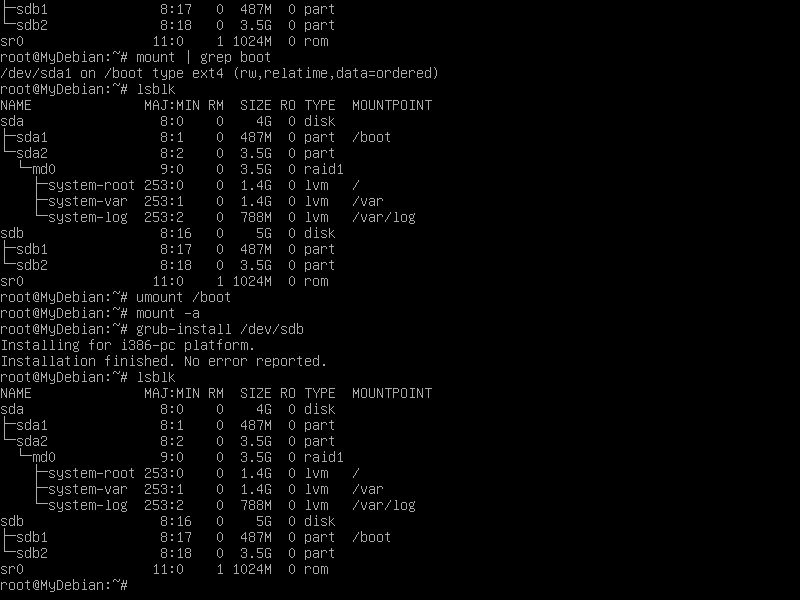 ├─sdb1              8:17   0  487M  0 part
└─sdb2              8:18   0  3.5G  0 part
sr0                11:0    1 1024M  0 rom
root@MyDebian:~# mount | grep boot
/dev/sda1 on /boot type ext4 (rw,relatime,data=ordered)
root@MyDebian:~# lsblk
NAME              MAJ:MIN RM   SIZE RO TYPE  MOUNTPOINT
sda                 8:0    0     4G  0 disk
├─sda1              8:1    0   487M  0 part  /boot
└─sda2              8:2    0   3.5G  0 part
  └─md0             9:0    0   3.5G  0 raid1
    ├─system-root 253:0    0   1.4G  0 lvm   /
    ├─system-var  253:1    0   1.4G  0 lvm   /var
    └─system-log  253:2    0   788M  0 lvm   /var/log
sdb                 8:16   0     5G  0 disk
├─sdb1              8:17   0   487M  0 part
└─sdb2              8:18   0   3.5G  0 part
sr0                11:0    1  1024M  0 rom
root@MyDebian:~# umount /boot
root@MyDebian:~# mount -a
root@MyDebian:~# grub-install /dev/sdb
Installing for i386-pc platform.
Installation finished. No error reported.
root@MyDebian:~# lsblk
NAME              MAJ:MIN RM   SIZE RO TYPE  MOUNTPOINT
sda                 8:0    0     4G  0 disk
├─sda1              8:1    0   487M  0 part
└─sda2              8:2    0   3.5G  0 part
  └─md0             9:0    0   3.5G  0 raid1
    ├─system-root 253:0    0   1.4G  0 lvm   /
    ├─system-var  253:1    0   1.4G  0 lvm   /var
    └─system-log  253:2    0   788M  0 lvm   /var/log
sdb                 8:16   0     5G  0 disk
├─sdb1              8:17   0   487M  0 part  /boot
└─sdb2              8:18   0   3.5G  0 part
sr0                11:0    1  1024M  0 rom
root@MyDebian:~#